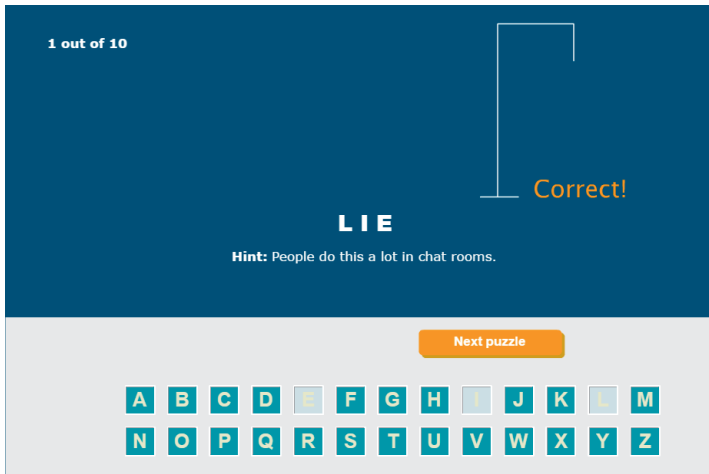 1 out of 10
Correct!
LIE
Hint: People do this a lot in chat rooms.
Next puzzle
A B C D E F G H I J K L M
N O P Q R S T U V W X Y Z